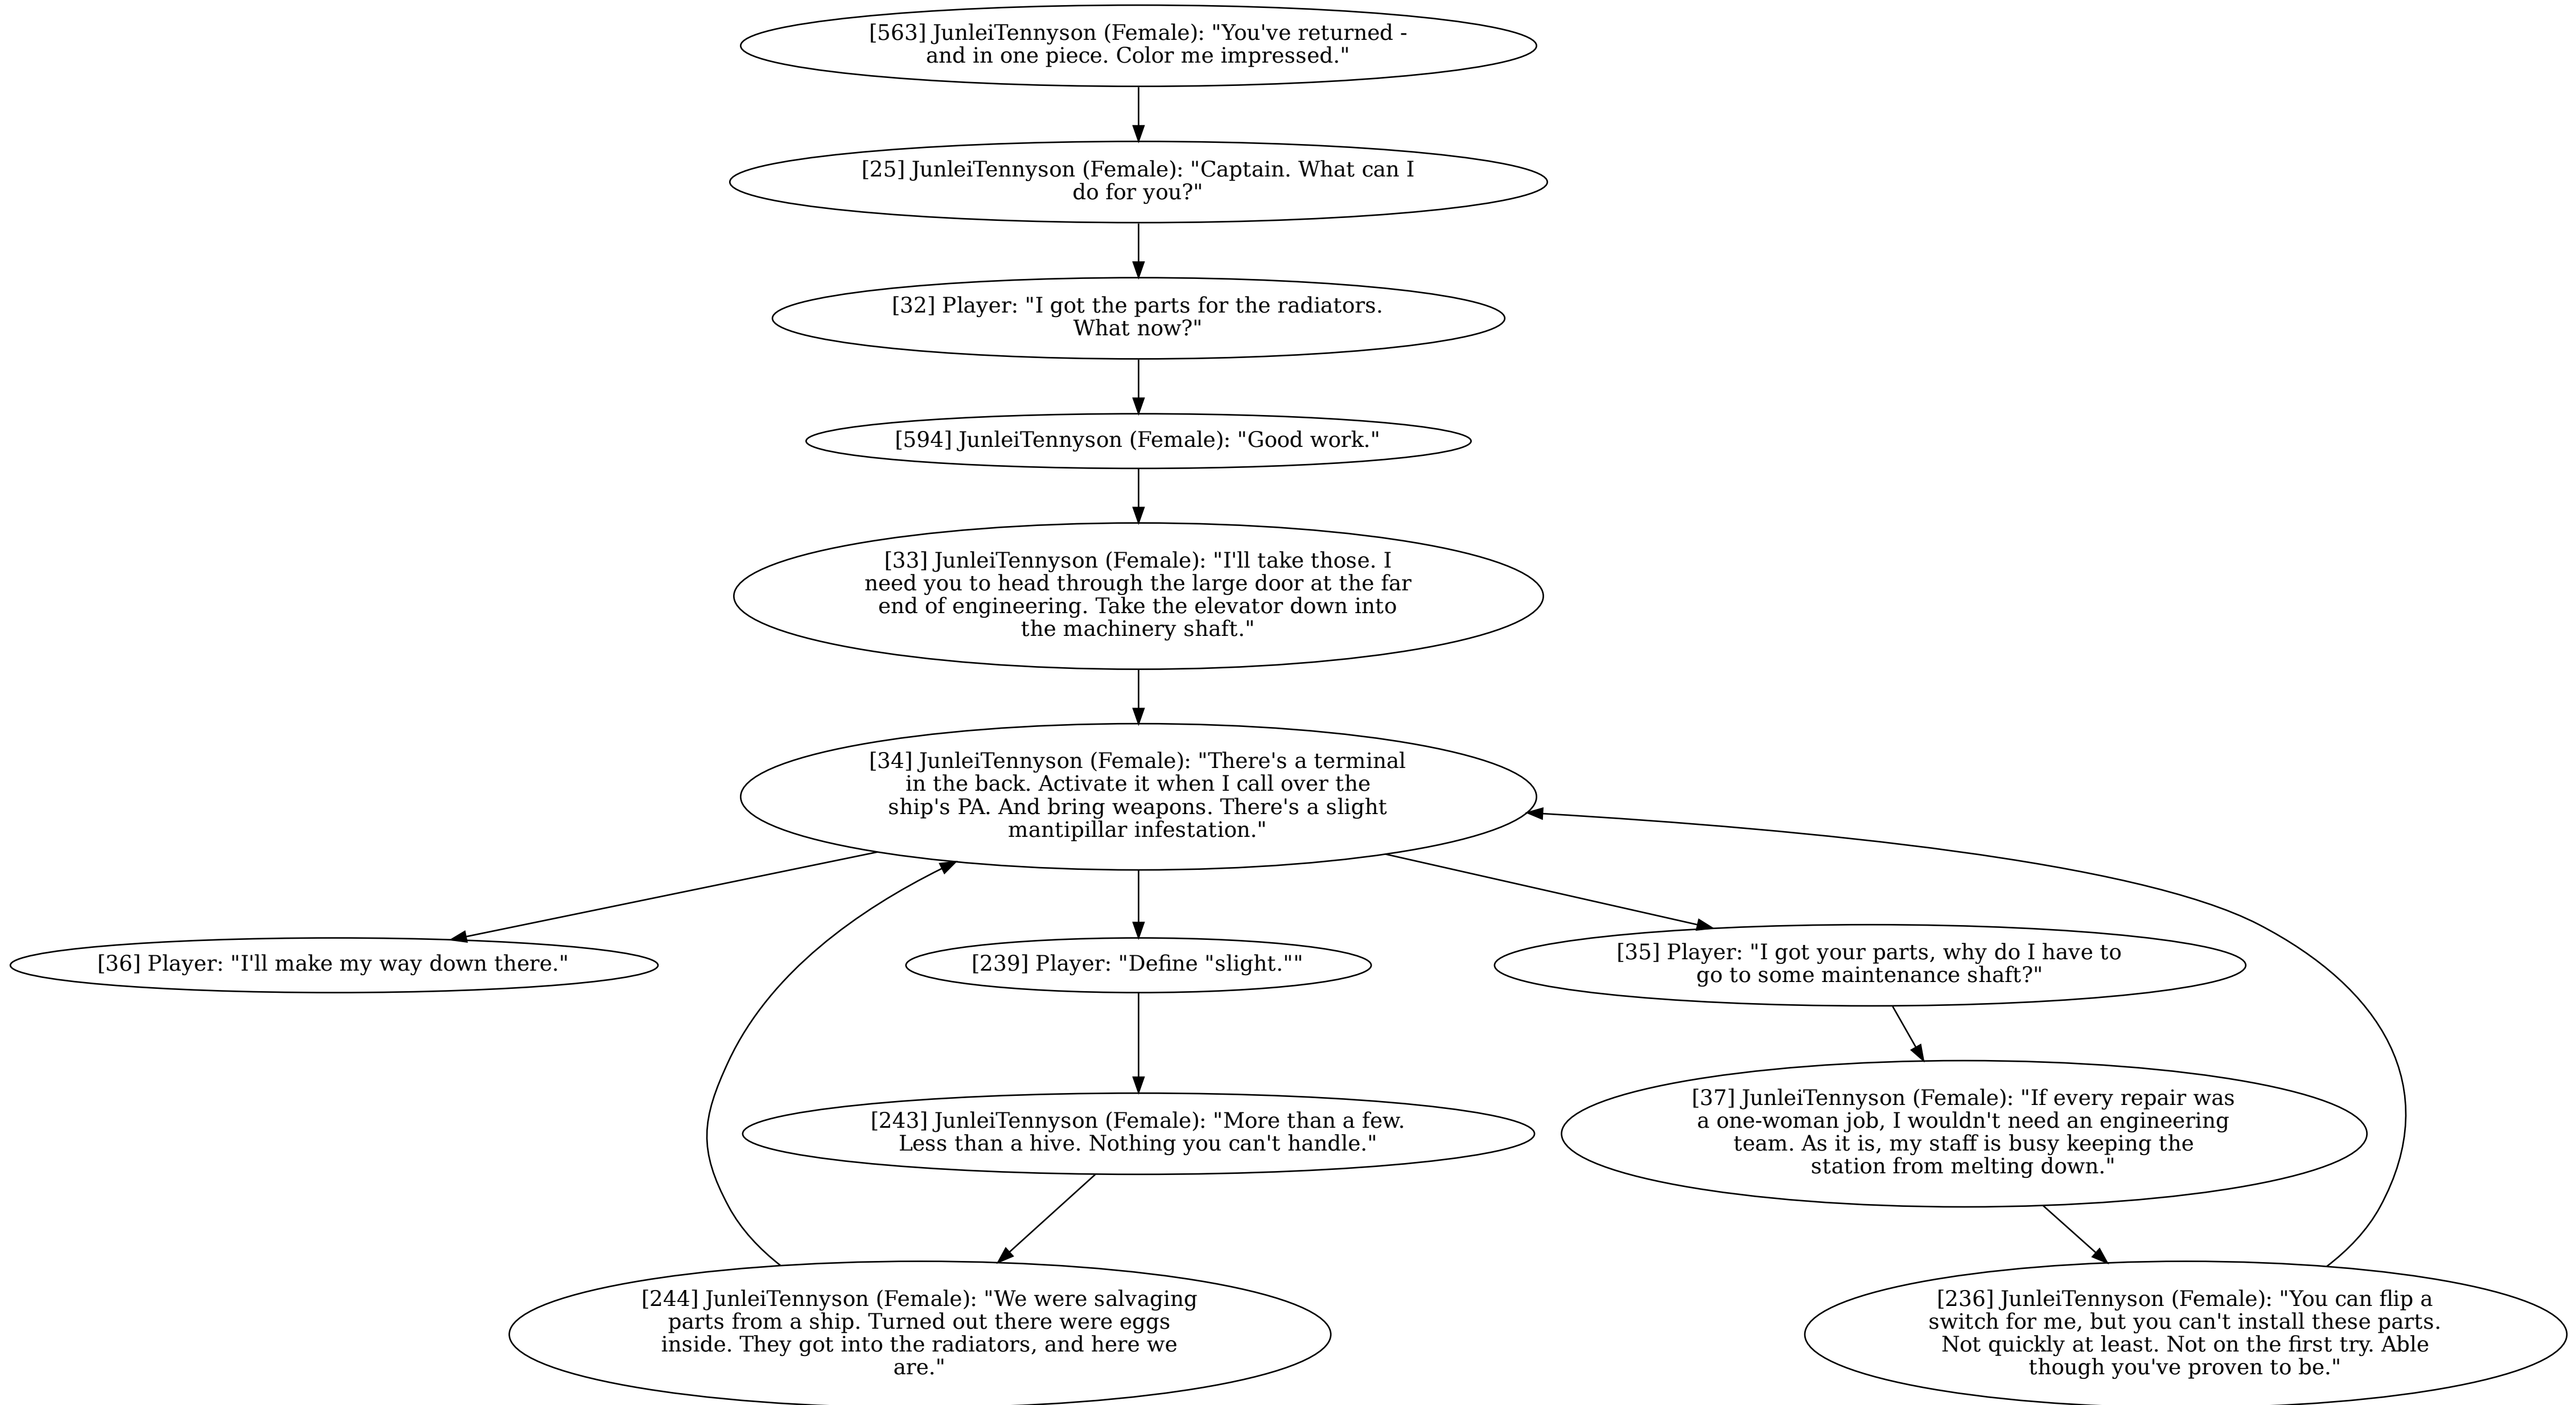 [563] JunleiTennyson (Female): "You've returned -
and in one piece. Color me impressed."
[25] JunleiTennyson (Female): "Captain. What can I
do for you?"
[32] Player: "I got the parts for the radiators.
What now?"
[594] JunleiTennyson (Female): "Good work."
[33] JunleiTennyson (Female): "I'll take those. I
need you to head through the large door at the far
end of engineering. Take the elevator down into
the machinery shaft."
[34] JunleiTennyson (Female): "There's a terminal
in the back. Activate it when I call over the
ship's PA. And bring weapons. There's a slight
mantipillar infestation."
[36] Player: "I'll make my way down there."
[239] Player: "Define "slight.""
[35] Player: "I got your parts, why do I have to
go to some maintenance shaft?"
[243] JunleiTennyson (Female): "More than a few.
Less than a hive. Nothing you can't handle."
[37] JunleiTennyson (Female): "If every repair was
a one-woman job, I wouldn't need an engineering
team. As it is, my staff is busy keeping the
station from melting down."
[244] JunleiTennyson (Female): "We were salvaging
parts from a ship. Turned out there were eggs
inside. They got into the radiators, and here we
are."
[236] JunleiTennyson (Female): "You can flip a
switch for me, but you can't install these parts.
Not quickly at least. Not on the first try. Able
though you've proven to be."